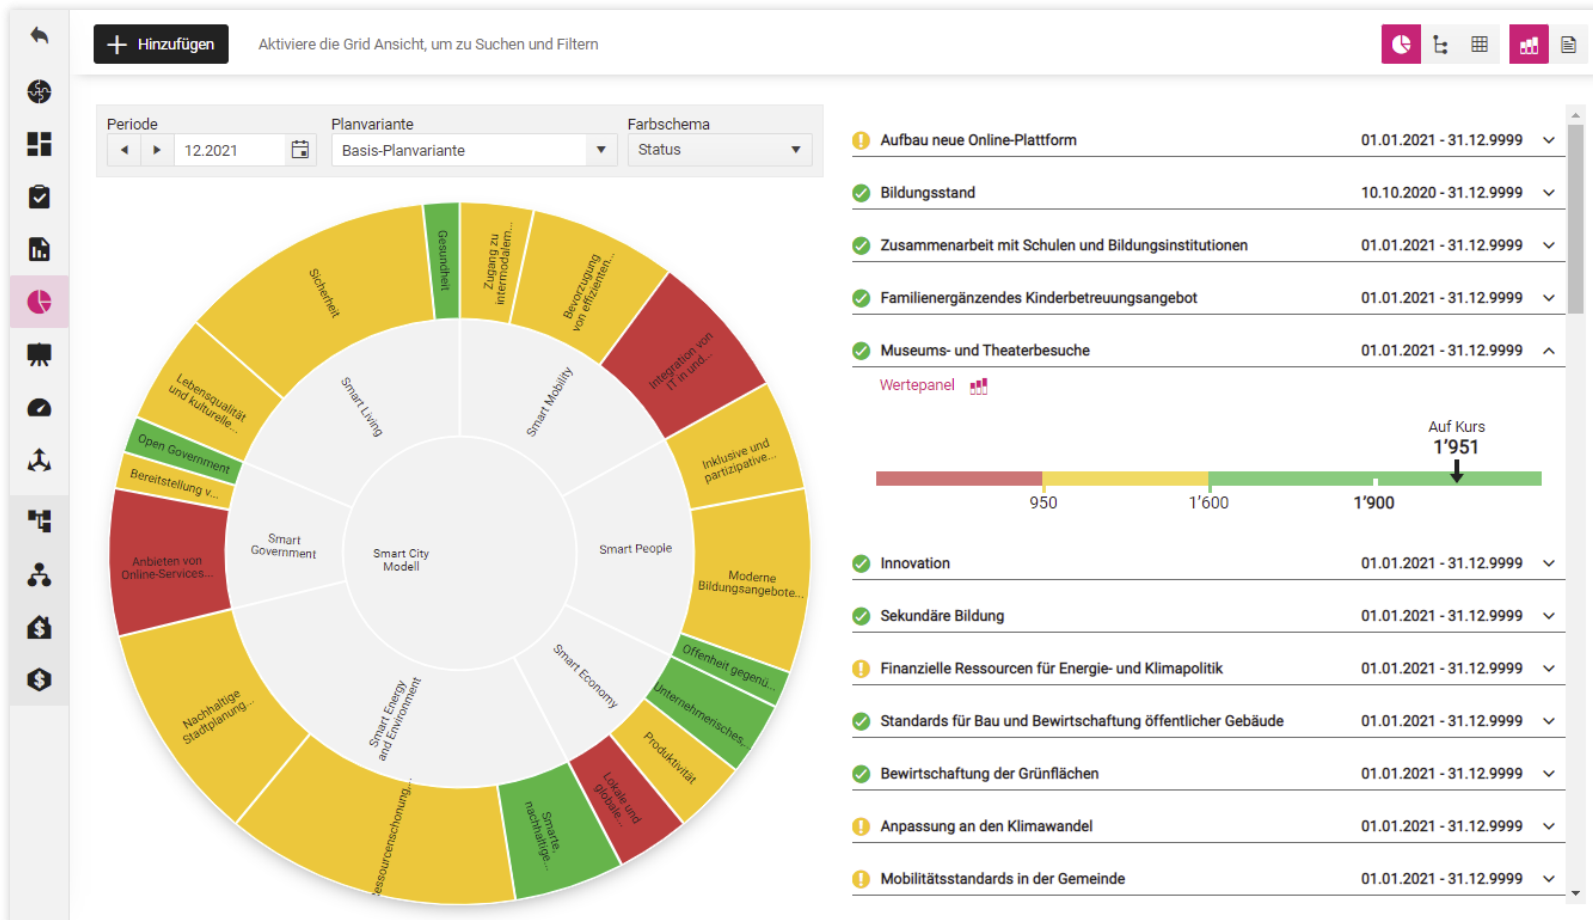 Hinzufügen
Aktiviere die Grid Ansicht, um zu Suchen und Filtern
Periode
Planvariante
Farbschema
12.2021
Basis-Planvariante
Status
Gesundheit
Zugang zu
intermodalem...
Bevorzugung
von effizienten...
Integration von
IT in und...
Inklusive und
partizipative...
Moderne
Bildungsangebote...
Offenheit gegenü...
Unternehmerisches,...
Produktivität
Lokale und
globale...
Smarte,
nachhaltige...
essourcenschonung,...
Nachhaltige
Stadtplanung...
Anbieten von
Online-Services...
Bereitstellung v...
Open Government
Lebensqualität
und kulturelle...
Sicherheit
Smart Living
Smart Mobility
Smart People
Smart Economy
Smart Energy
and Environment
Smart
Government
Smart City
Modell
Aufbau neue Online-Plattform 01.01.2021 - 31.12.9999
Bildungsstand 10.10.2020 - 31.12.9999
Zusammenarbeit mit Schulen und Bildungsinstitutionen 01.01.2021 - 31.12.9999
Familienergänzendes Kinderbetreuungsangebot 01.01.2021 - 31.12.9999
Museums- und Theaterbesuche 01.01.2021 - 31.12.9999
Wertepanel
Auf Kurs
1’951
950 1’600 1’900
Innovation 01.01.2021 - 31.12.9999
Sekundäre Bildung 01.01.2021 - 31.12.9999
Finanzielle Ressourcen für Energie- und Klimapolitik 01.01.2021 - 31.12.9999
Standards für Bau und Bewirtschaftung öffentlicher Gebäude 01.01.2021 - 31.12.9999
Bewirtschaftung der Grünflächen 01.01.2021 - 31.12.9999
Anpassung an den Klimawandel 01.01.2021 - 31.12.9999
Mobilitätsstandards in der Gemeinde 01.01.2021 - 31.12.9999